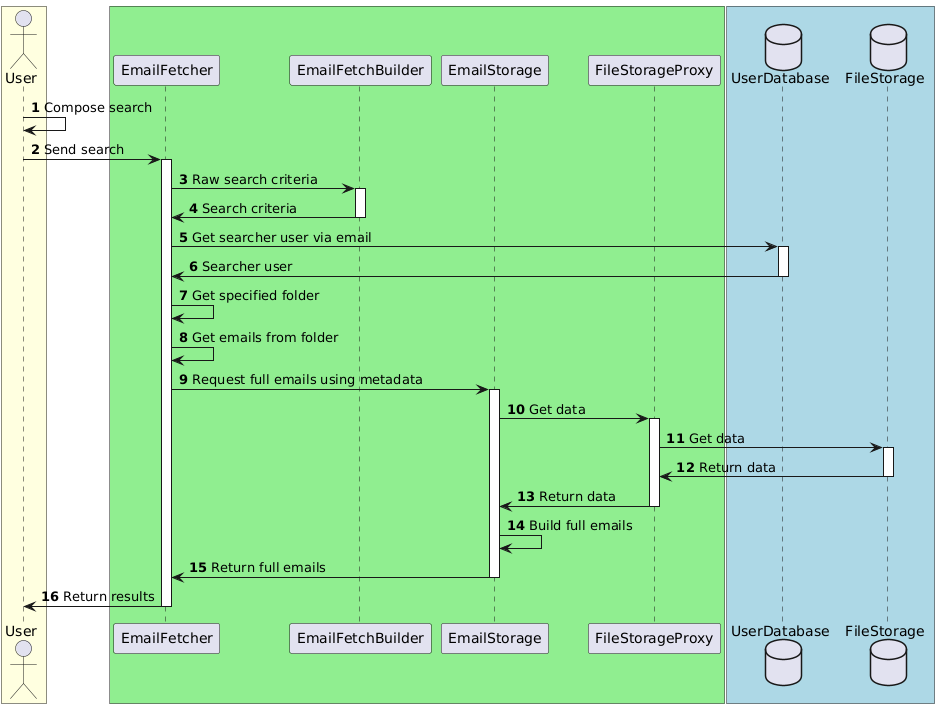 User
EmailFetcher
EmailFetchBuilder
EmailStorage
FileStorageProxy
UserDatabase
FileStorage
1 Compose search
2 Send search
3 Raw search criteria
4 Search criteria
5 Get searcher user via email
6 Searcher user
7 Get specified folder
8 Get emails from folder
9 Request full emails using metadata
10 Get data
11 Get data
12 Return data
13 Return data
14 Build full emails
15 Return full emails
16 Return results
User
EmailFetcher
EmailFetchBuilder
EmailStorage
FileStorageProxy
UserDatabase
FileStorage